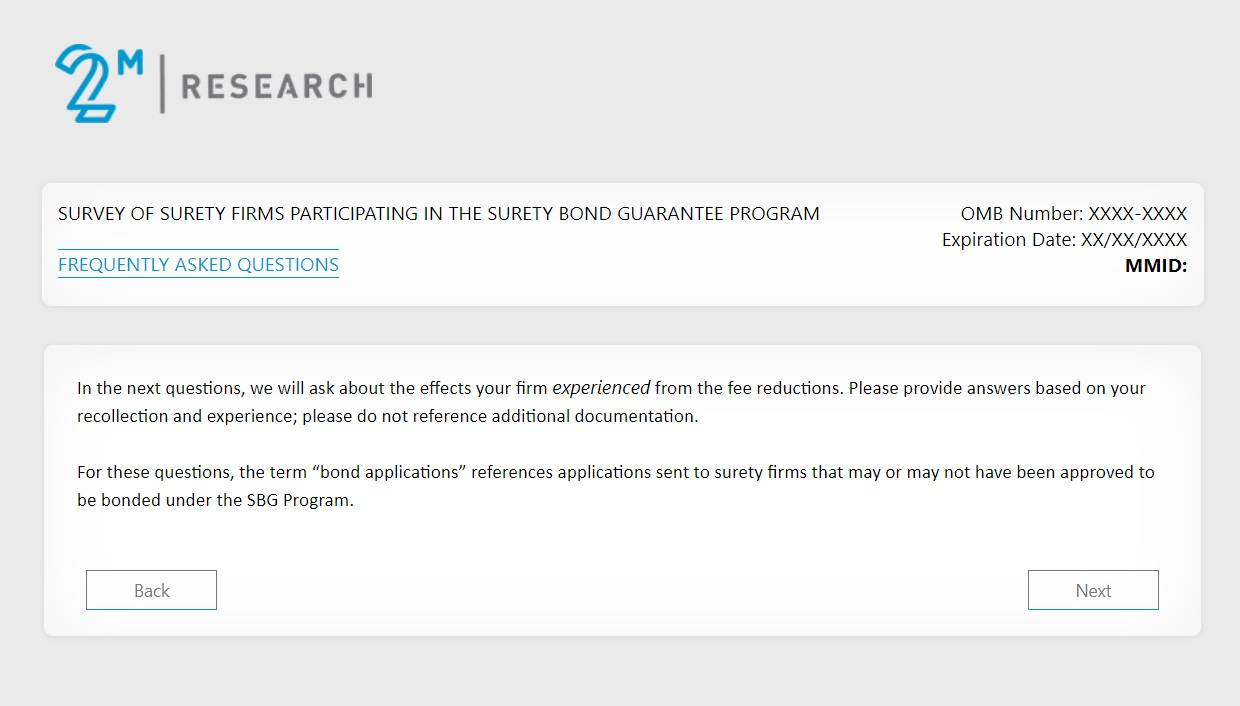 2M RESEARCH
SURVEY OF SURETY FIRMS PARTICIPATING IN THE SURETY BOND GUARANTEE PROGRAM
OMB Number: XXXX-XXXX
Expiration Date: XX/XX/XXXX
FREQUENTLY ASKED QUESTIONS
MMID:
In the next questions, we will ask about the effects your firm experienced from the fee reductions. Please provide answers based on your
recollection and experience; please do not reference additional documentation.
For these questions, the term “bond applications” references applications sent to surety firms that may or may not have been approved to
be bonded under the SBG Program.
Back
Next